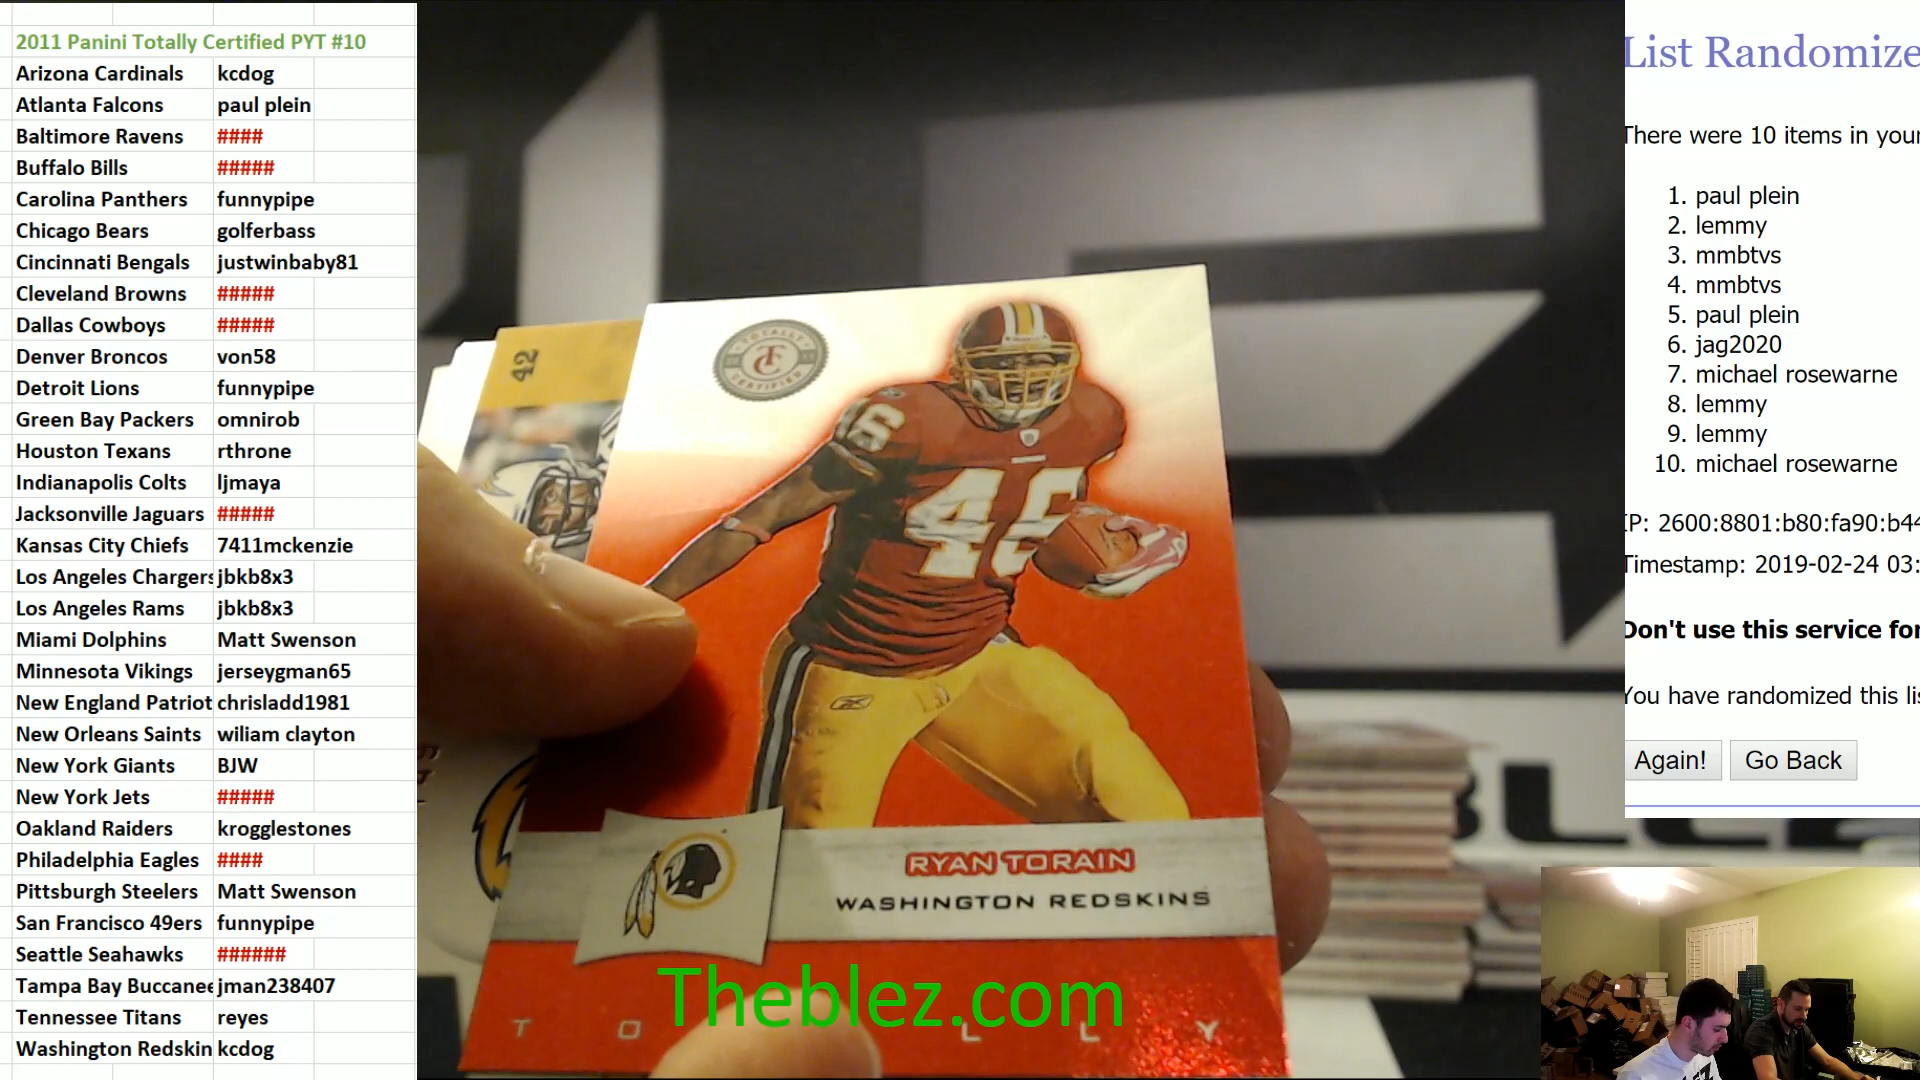 2011 Panini Totally Certified PYT #10
Arizona Cardinals kcdog
Atlanta Falcons paul plein
Baltimore Ravens ####
Buffalo Bills #####
Carolina Panthers funnypipe
Chicago Bears golferbass
Cincinnati Bengals justwinbaby81
Cleveland Browns #####
Dallas Cowboys #####
Denver Broncos von58
Detroit Lions funnypipe
Green Bay Packers omnirob
Houston Texans rthrone
Indianapolis Colts ljmaya
Jacksonville Jaguars #####
Kansas City Chiefs 7411mckenzie
Los Angeles Chargers jbkb8x3
Los Angeles Rams jbkb8x3
Miami Dolphins Matt Swenson
Minnesota Vikings jerseygman65
New England Patriot chrisladd1981
New Orleans Saints wiliam clayton
New York Giants BJW
New York Jets #####
Oakland Raiders krogglestones
Philadelphia Eagles ####
Pittsburgh Steelers Matt Swenson
San Francisco 49ers funnypipe
Seattle Seahawks ######
Tampa Bay Buccanee jman238407
Tennessee Titans reyes
Washington Redskin kcdog
42
TOTALLY
TC
CERTIFIED
46
46
RYAN TORAIN
WASHINGTON REDSKINS
T O L L Y
Theblez.com
List Randomize
There were 10 items in your
1. paul plein
2. lemmy
3. mmbtvs
4. mmbtvs
5. paul plein
6. jag2020
7. michael rosewarne
8. lemmy
9. lemmy
10. michael rosewarne
IP: 2600:8801:b80:fa90:b44
Timestamp: 2019-02-24 03:
Don't use this service for
You have randomized this lis
Again! Go Back